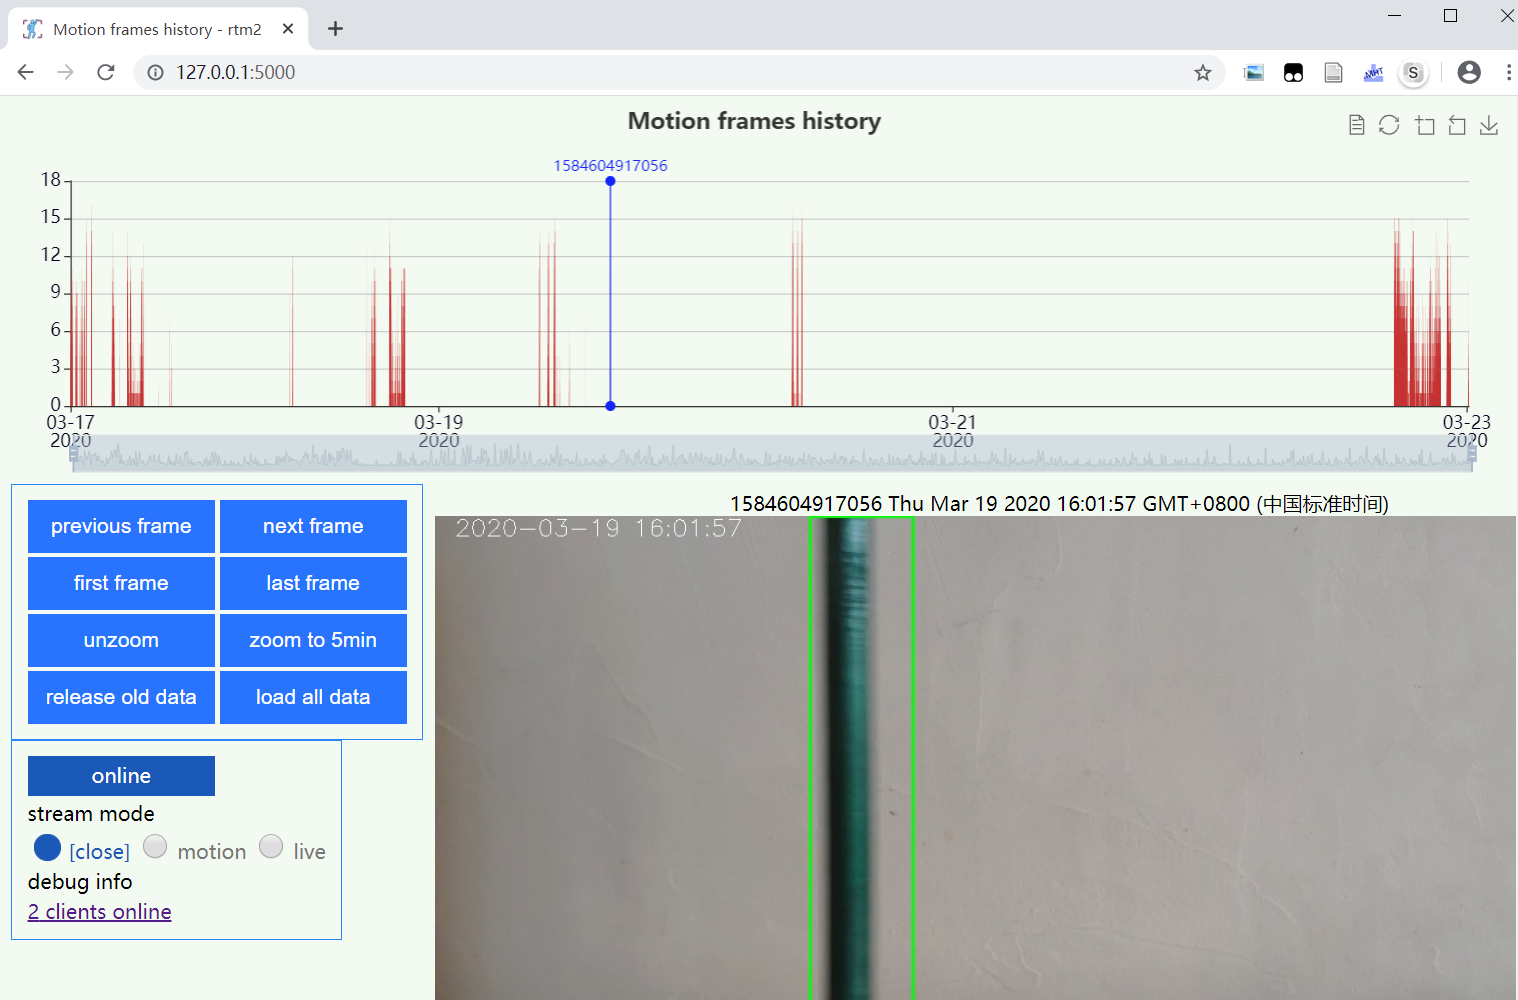 Motion frames history - rtm2
127.0.0.1:5000
MHT
S
Motion frames history
1584604917056
18
15
12
9
6
3
0
03-17
2020
03-19
2020
03-21
2020
03-23
2020
previous frame
next frame
first frame
last frame
unzoom
zoom to 5min
release old data
load all data
online
stream mode
[close]
motion
live
debug info
2 clients online
1584604917056 Thu Mar 19 2020 16:01:57 GMT+0800 (中国标准时间)
2020-03-19 16:01:57